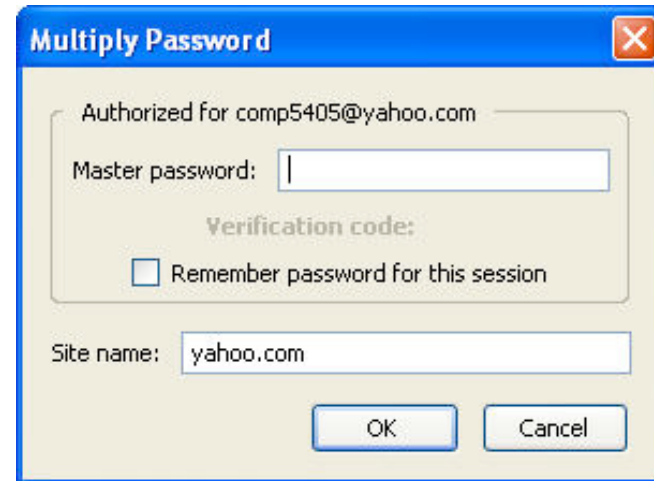 Multiply Password
Authorized for comp5405@yahoo.com
Master password:
Verification code:
Remember password for this session
Site name: yahoo.com
OK Cancel